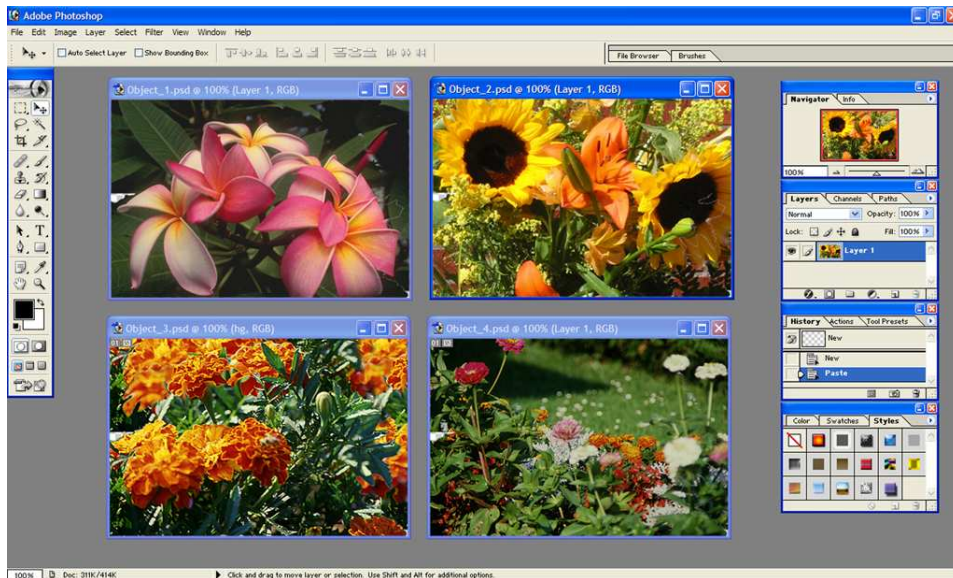 Adobe Photoshop
File Edit Image Layer Select Filter View Window Help
Auto Select Layer Show Bounding Box
File Browser Brushes
Object_1.psd @ 100% (Layer 1, RGB)
Object_2.psd @ 100% (Layer 1, RGB)
Navigator Info
100%
Layers Channels Paths
Normal Opacity: 100%
Lock: Fill: 100%
Layer 1
Object_3.psd @ 100% (hg, RGB)
Object_4.psd @ 100% (Layer 1, RGB)
01
01
History Actions Tool Presets
New
New
Paste
Color Swatches Styles
100% Doc: 311K/414K Click and drag to move layer or selection. Use Shift and Alt for additional options.